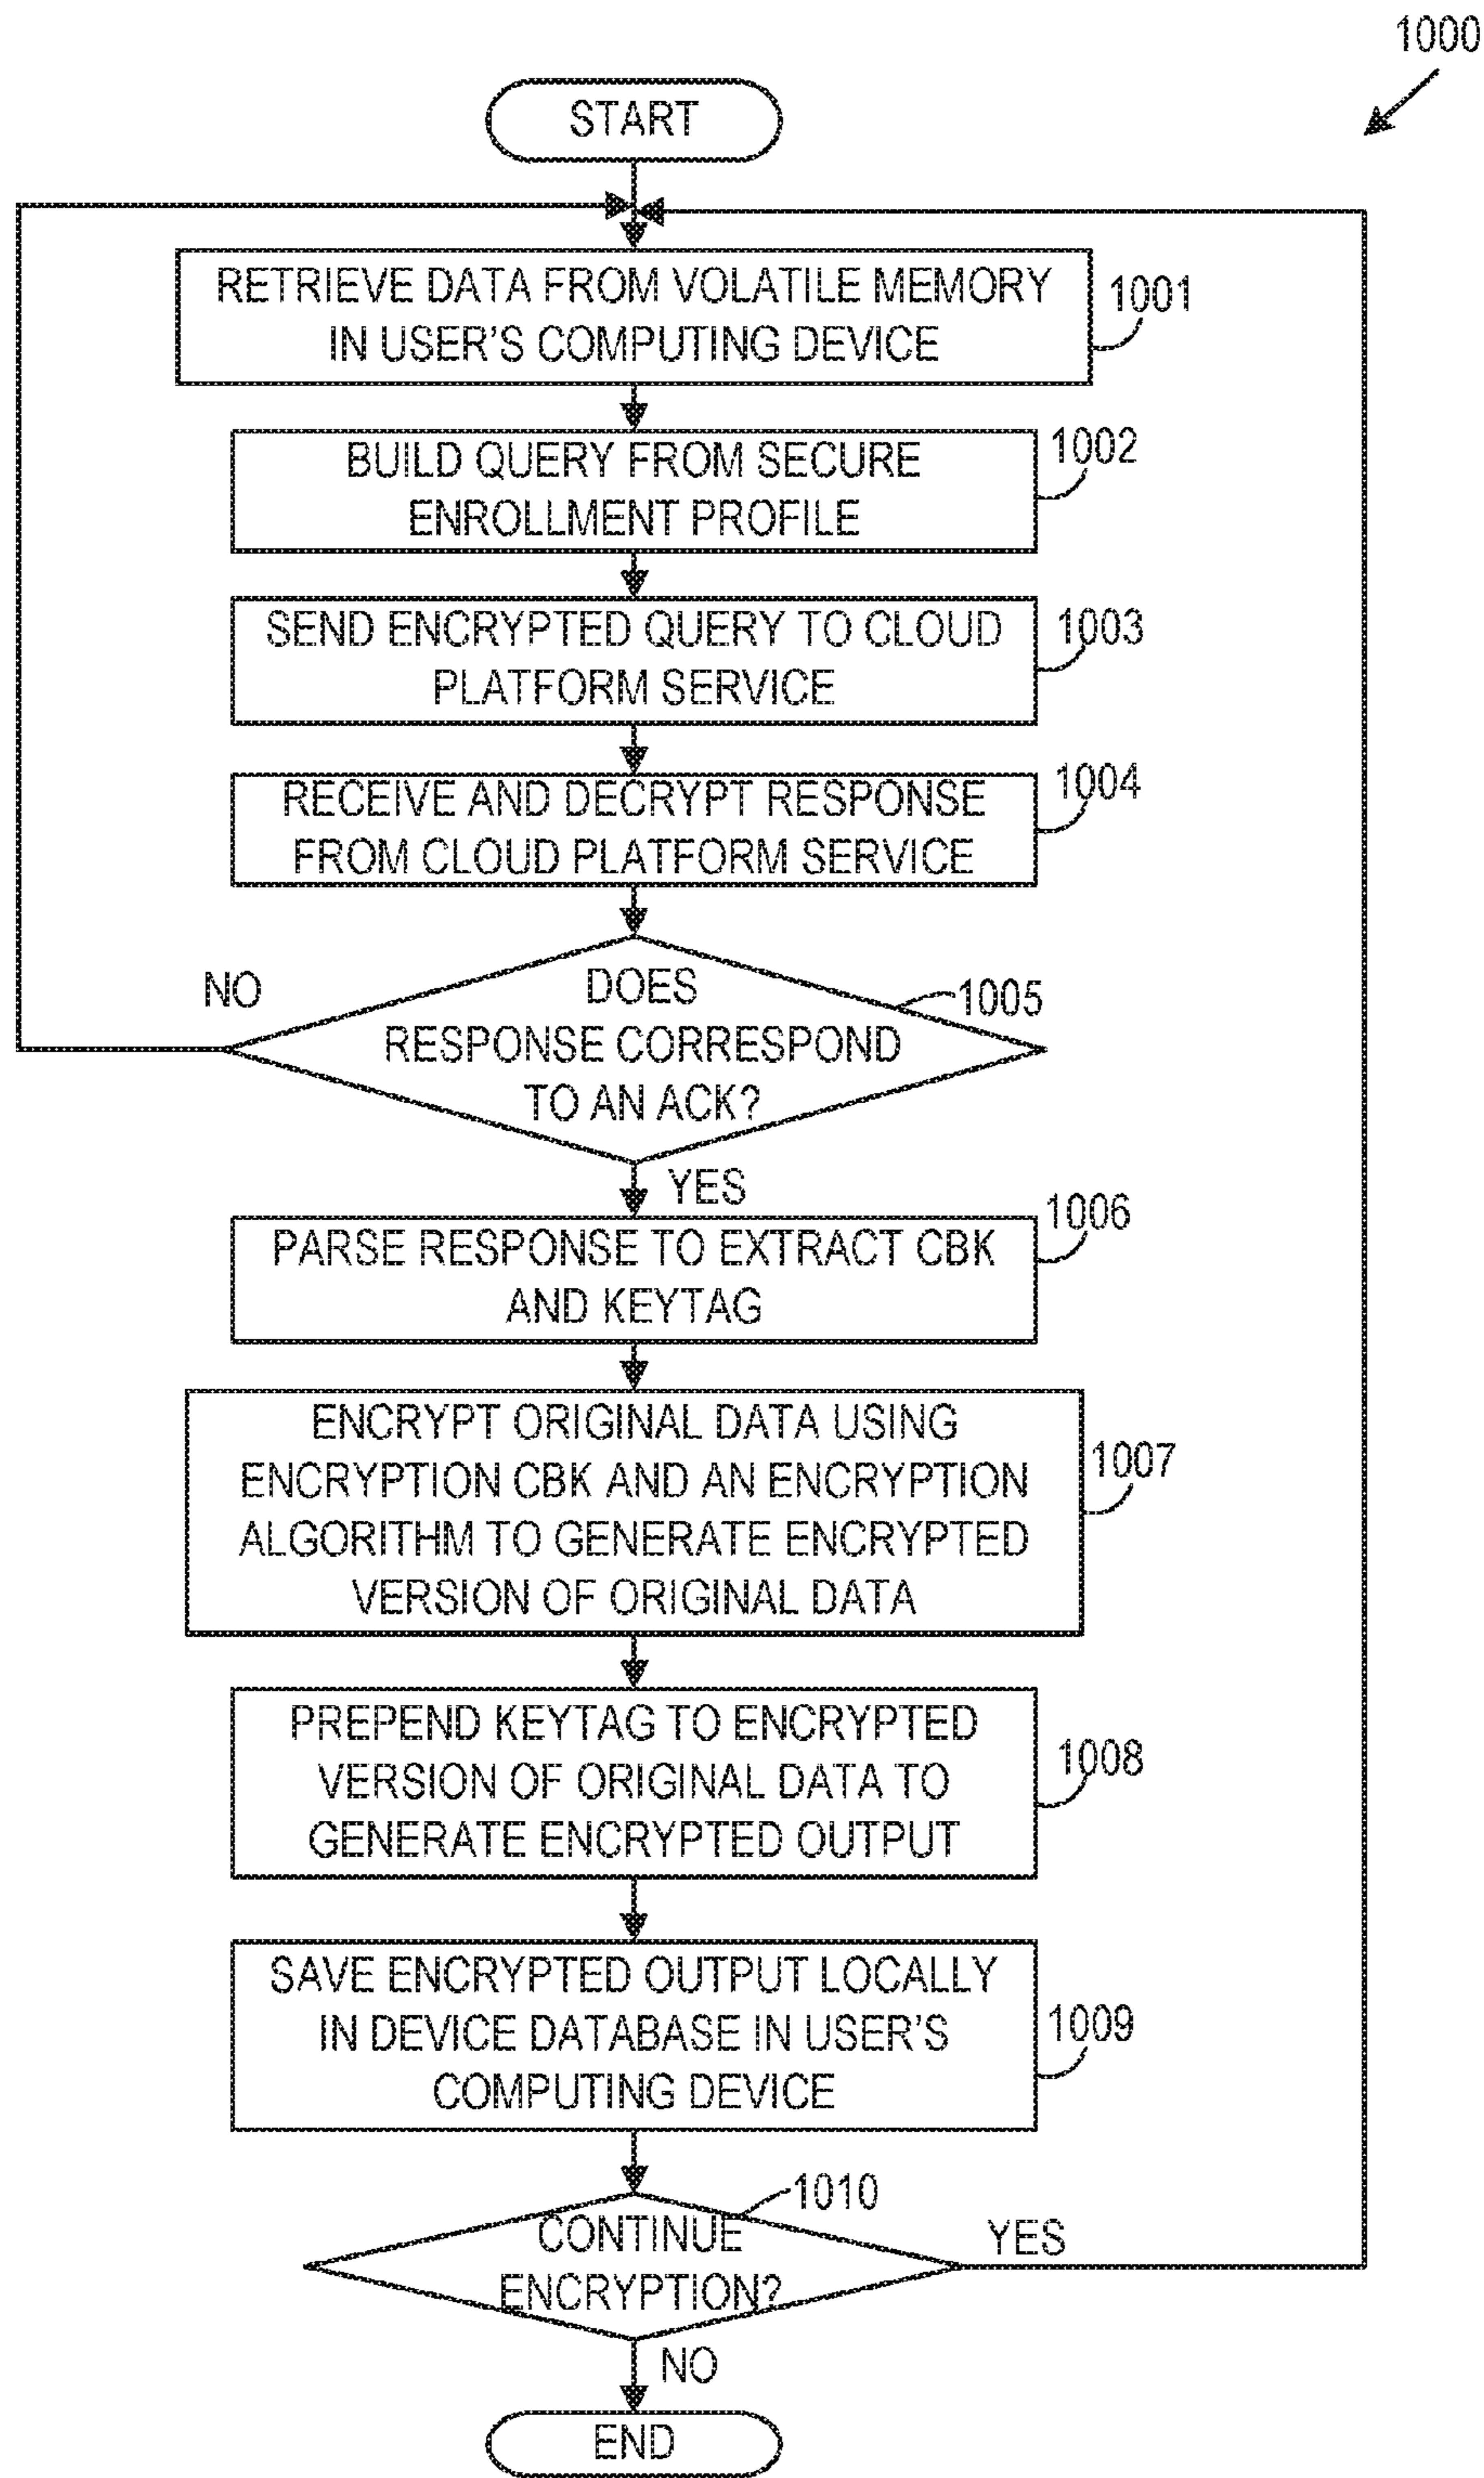 1000
START
RETRIEVE DATA FROM VOLATILE MEMORY
IN USER'S COMPUTING DEVICE
1001
BUILD QUERY FROM SECURE
ENROLLMENT PROFILE
1002
SEND ENCRYPTED QUERY TO CLOUD
PLATFORM SERVICE
1003
RECEIVE AND DECRYPT RESPONSE
FROM CLOUD PLATFORM SERVICE
1004
NO
DOES
RESPONSE CORRESPOND
TO AN ACK?
1005
YES
PARSE RESPONSE TO EXTRACT CBK
AND KEYTAG
1006
ENCRYPT ORIGINAL DATA USING
ENCRYPTION CBK AND AN ENCRYPTION
ALGORITHM TO GENERATE ENCRYPTED
VERSION OF ORIGINAL DATA
1007
PREPEND KEYTAG TO ENCRYPTED
VERSION OF ORIGINAL DATA TO
GENERATE ENCRYPTED OUTPUT
1008
SAVE ENCRYPTED OUTPUT LOCALLY
IN DEVICE DATABASE IN USER'S
COMPUTING DEVICE
1009
1010
CONTINUE
ENCRYPTION?
YES
NO
END